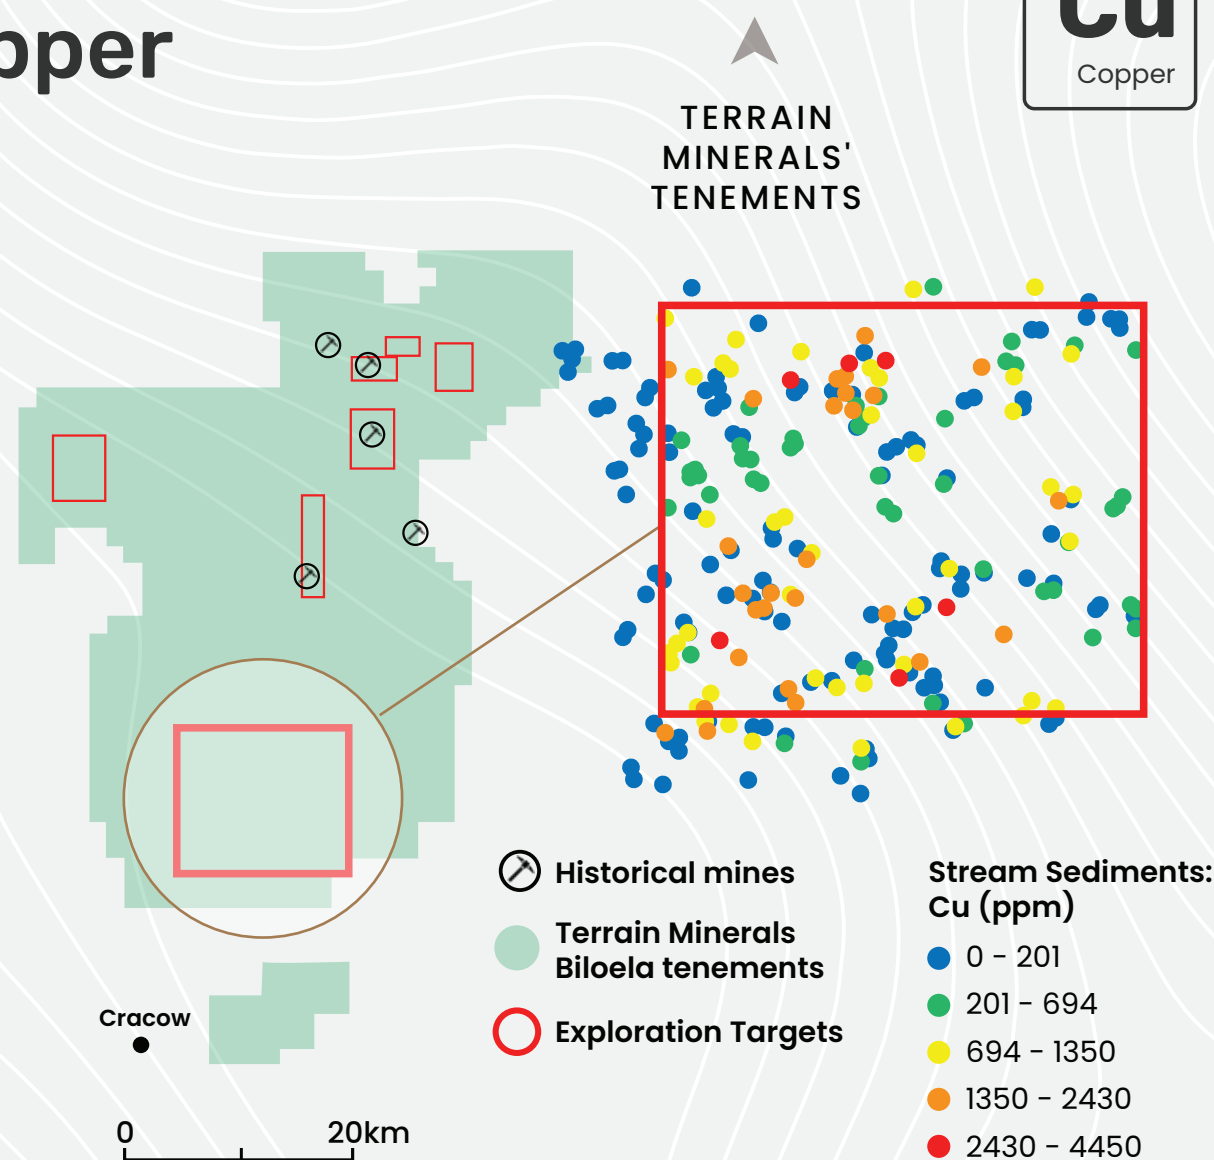 pper
Cu
Copper
TERRAIN
MINERALS'
TENEMENTS
Historical mines
Terrain Minerals
Biloela tenements
Exploration Targets
Stream Sediments:
Cu (ppm)
0 - 201
201 - 694
694 - 1350
1350 - 2430
2430 - 4450
Cracow
0
20km